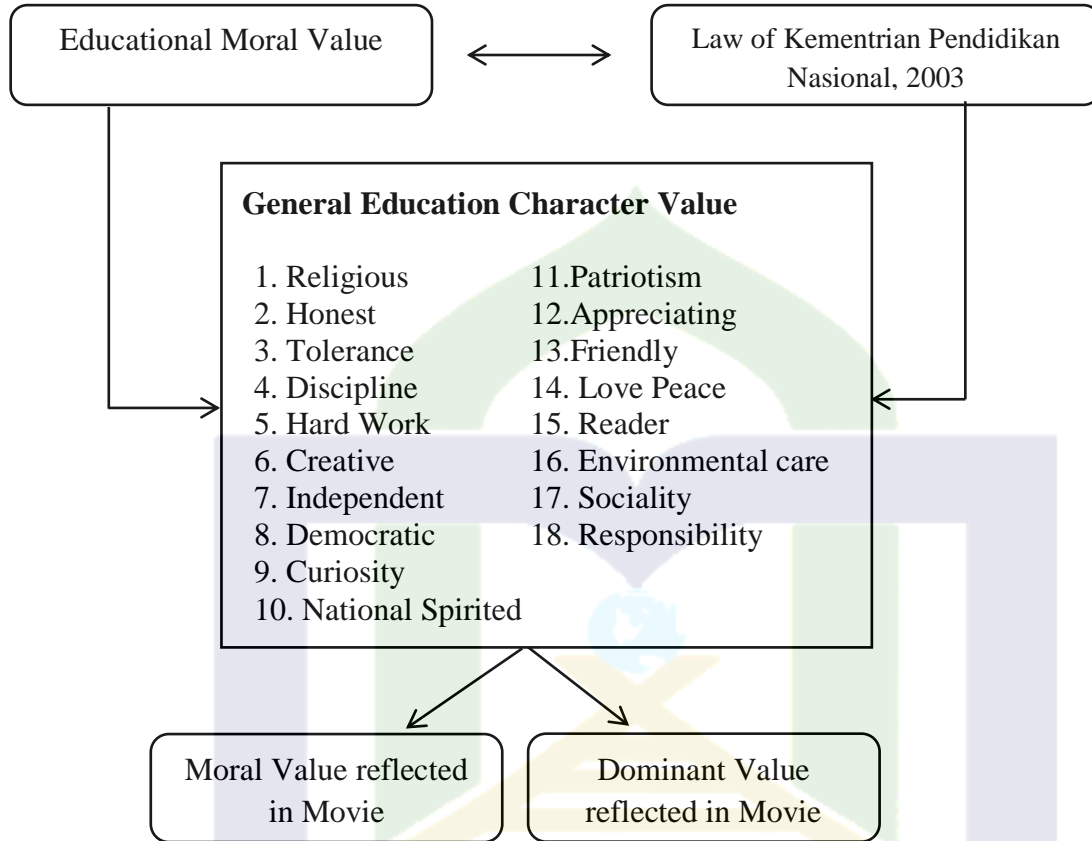 Educational Moral Value
Law of Kementrian Pendidikan
Nasional, 2003
General Education Character Value
1. Religious
2. Honest
3. Tolerance
4. Discipline
5. Hard Work
6. Creative
7. Independent
8. Democratic
9. Curiosity
10. National Spirited
11.Patriotism
12.Appreciating
13.Friendly
14. Love Peace
15. Reader
16. Environmental care
17. Sociality
18. Responsibility
Moral Value reflected
in Movie
Dominant Value
reflected in Movie